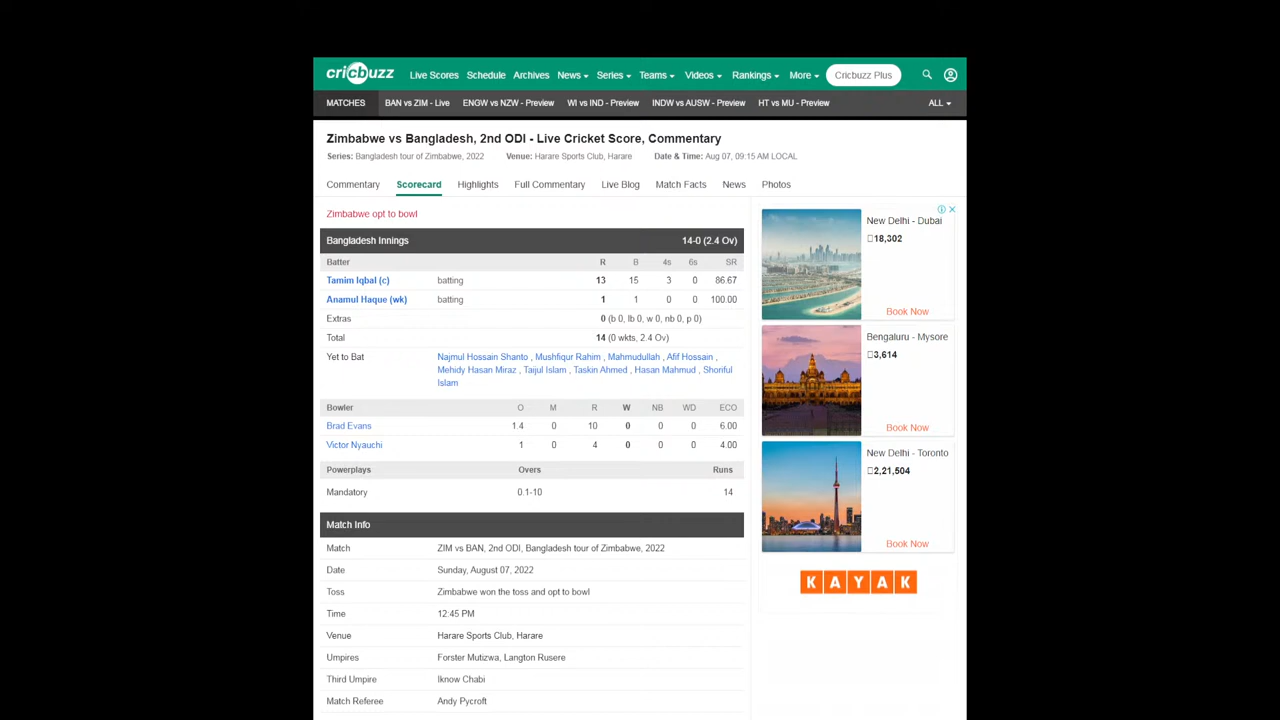 cricbuzz Live Scores Schedule Archives News Series Teams Videos Rankings More Cricbuzz Plus
MATCHES BAN vs ZIM - Live ENGW vs NZW - Preview WI vs IND - Preview INDW vs AUSW - Preview HT vs MU - Preview ALL
Zimbabwe vs Bangladesh, 2nd ODI - Live Cricket Score, Commentary
Series: Bangladesh tour of Zimbabwe, 2022 Venue: Harare Sports Club, Harare Date & Time: Aug 07, 09:15 AM LOCAL
Commentary Scorecard Highlights Full Commentary Live Blog Match Facts News Photos
Zimbabwe opt to bowl
Bangladesh Innings 14-0 (2.4 Ov)
Batter R B 4s 6s SR
Tamim Iqbal (c) batting 13 15 3 0 86.67
Anamul Haque (wk) batting 1 1 0 0 100.00
Extras 0 (b 0, lb 0, w 0, nb 0, p 0)
Total 14 (0 wkts, 2.4 Ov)
Yet to Bat Najmul Hossain Shanto , Mushfiqur Rahim , Mahmudullah , Afif Hossain ,
Mehidy Hasan Miraz , Taijul Islam , Taskin Ahmed , Hasan Mahmud , Shoriful
Islam
Bowler O M R W NB WD ECO
Brad Evans 1.4 0 10 0 0 0 6.00
Victor Nyauchi 1 0 4 0 0 0 4.00
Powerplays Overs Runs
Mandatory 0.1-10 14
Match Info
Match ZIM vs BAN, 2nd ODI, Bangladesh tour of Zimbabwe, 2022
Date Sunday, August 07, 2022
Toss Zimbabwe won the toss and opt to bowl
Time 12:45 PM
Venue Harare Sports Club, Harare
Umpires Forster Mutizwa, Langton Rusere
Third Umpire Iknow Chabi
Match Referee Andy Pycroft
New Delhi - Dubai
18,302
Book Now
Bengaluru - Mysore
3,614
Book Now
New Delhi - Toronto
2,21,504
Book Now
KAYAK